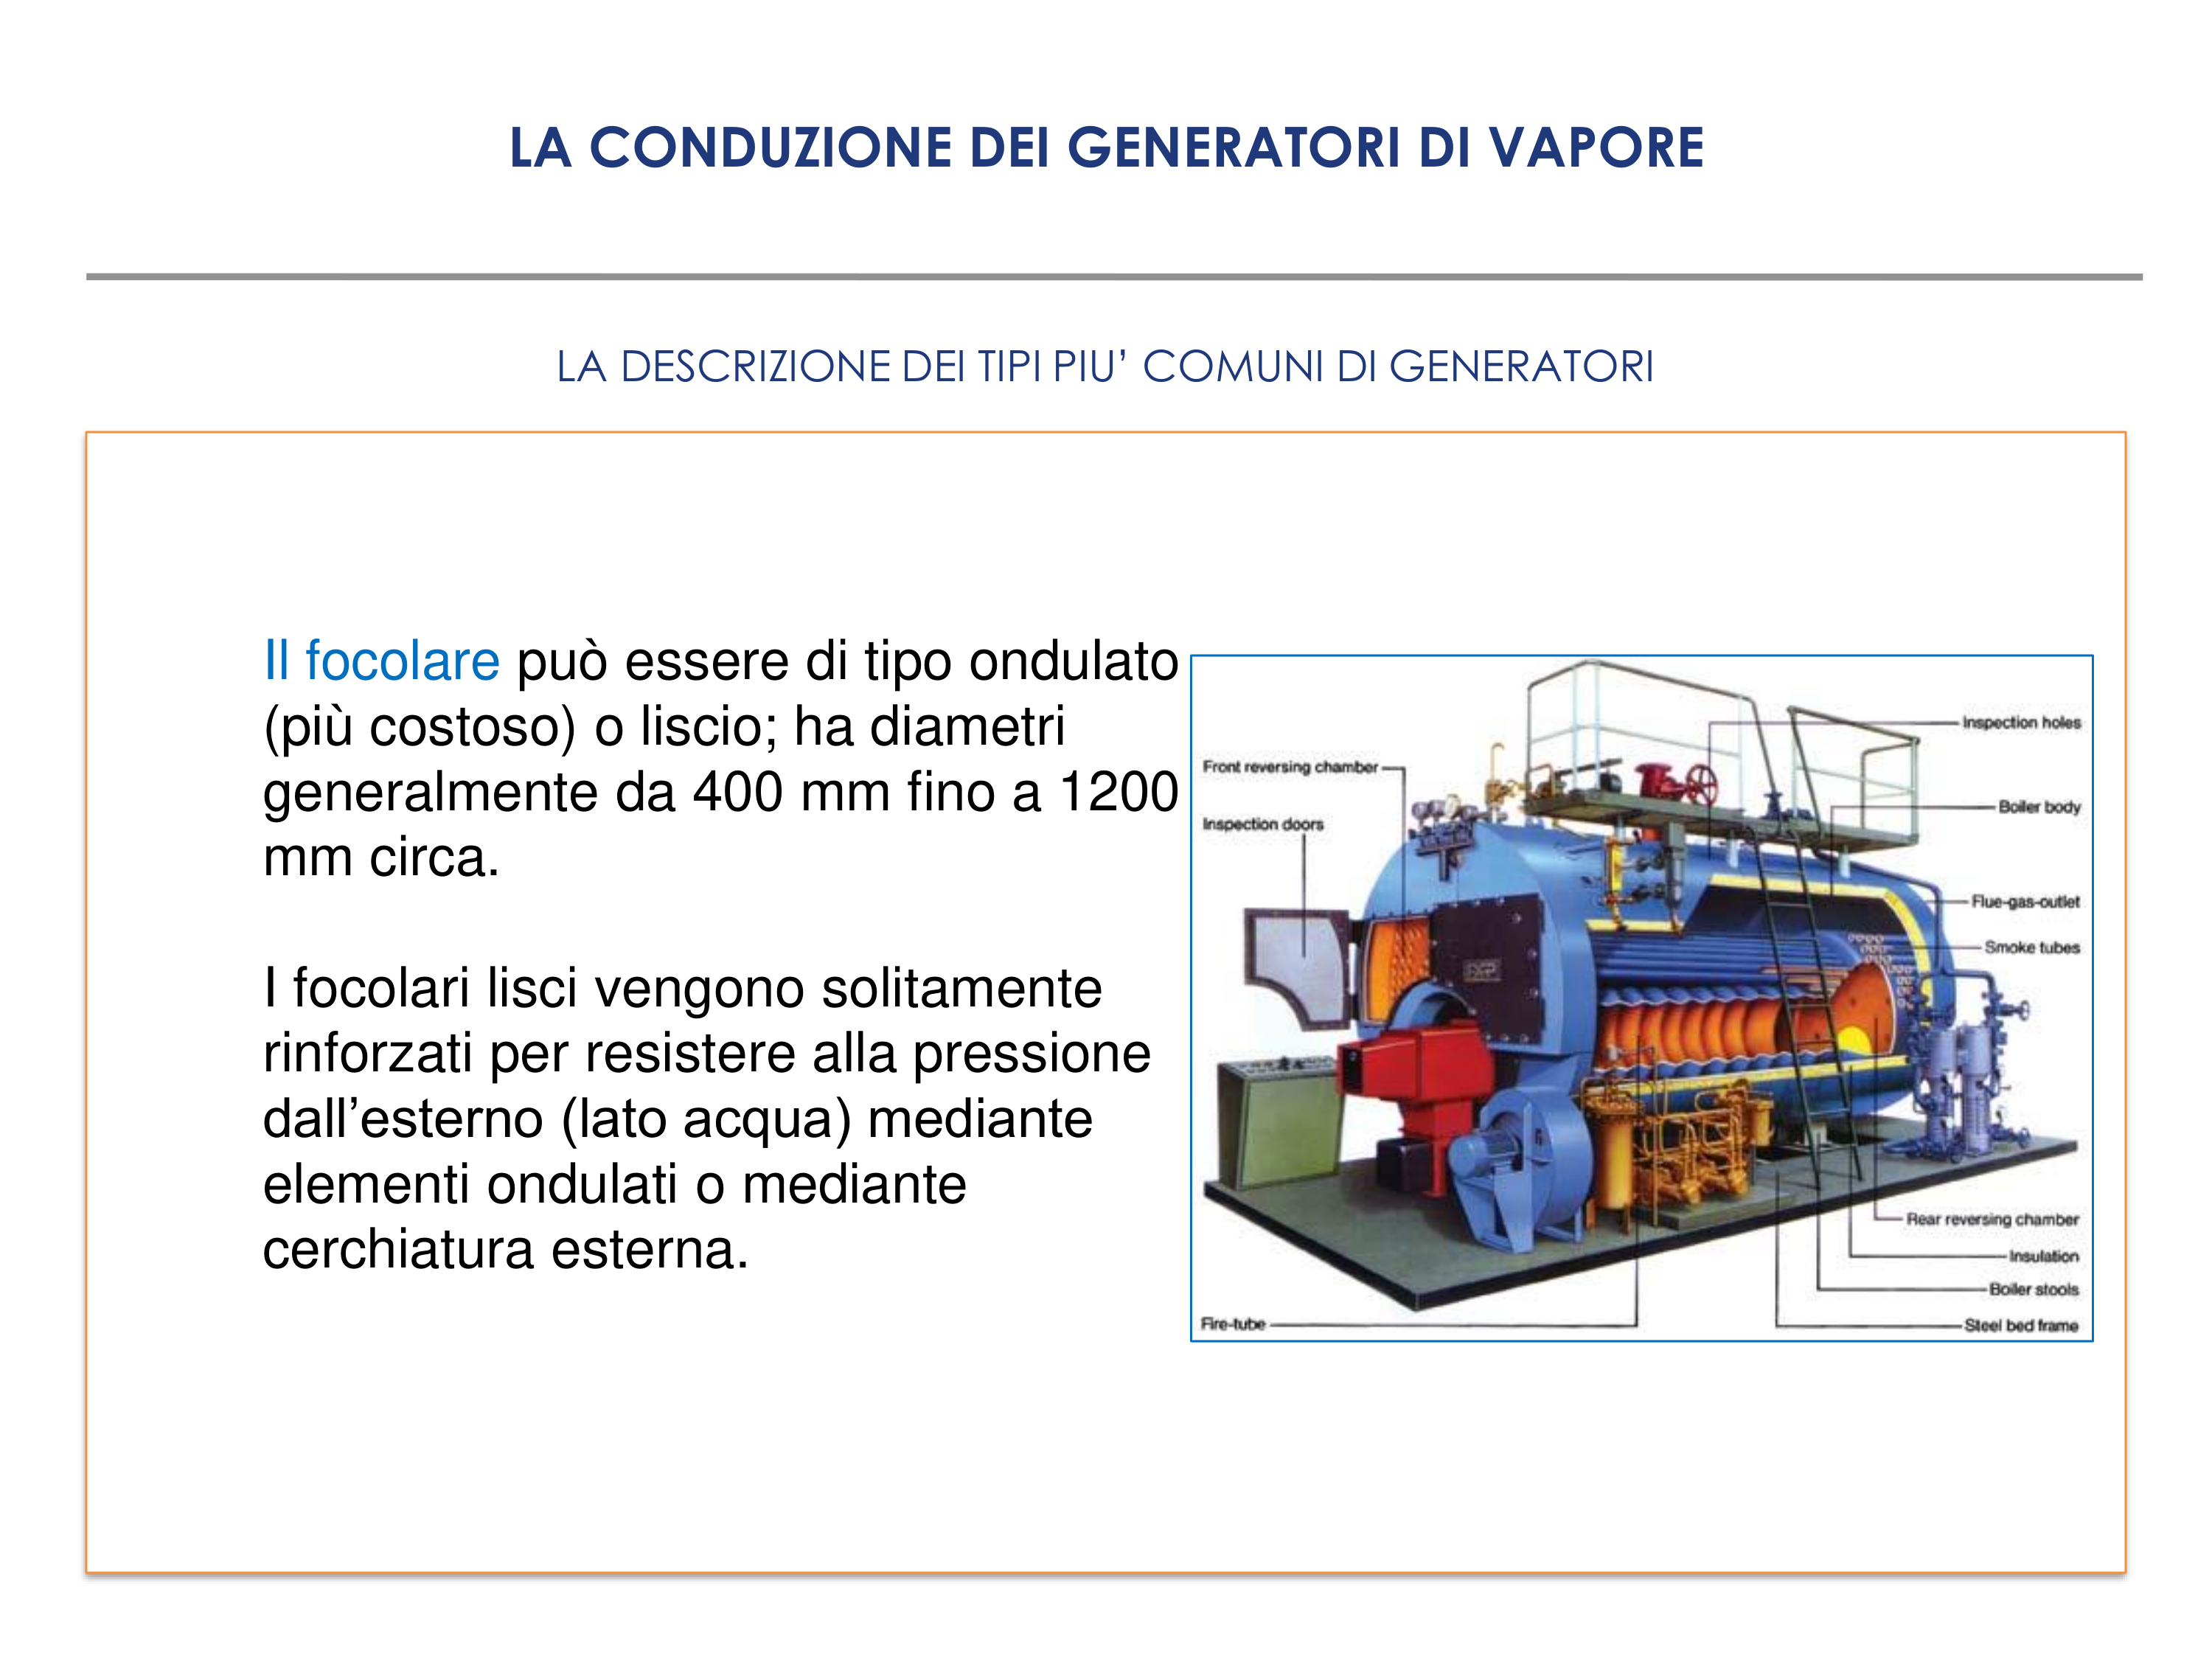 LA CONDUZIONE DEI GENERATORI DI VAPORE
LA DESCRIZIONE DEI TIPI PIU’ COMUNI DI GENERATORI
Il focolare può essere di tipo ondulato
(più costoso) o liscio; ha diametri
generalmente da 400 mm fino a 1200
mm circa.
I focolari lisci vengono solitamente
rinforzati per resistere alla pressione
dall’esterno (lato acqua) mediante
elementi ondulati o mediante
cerchiatura esterna.
Inspection holes
Front reversing chamber
Boiler body
Inspection doors
Flue-gas-outlet
Smoke tubes
Rear reversing chamber
Insulation
Boiler stools
Fire-tube
Steel bed frame